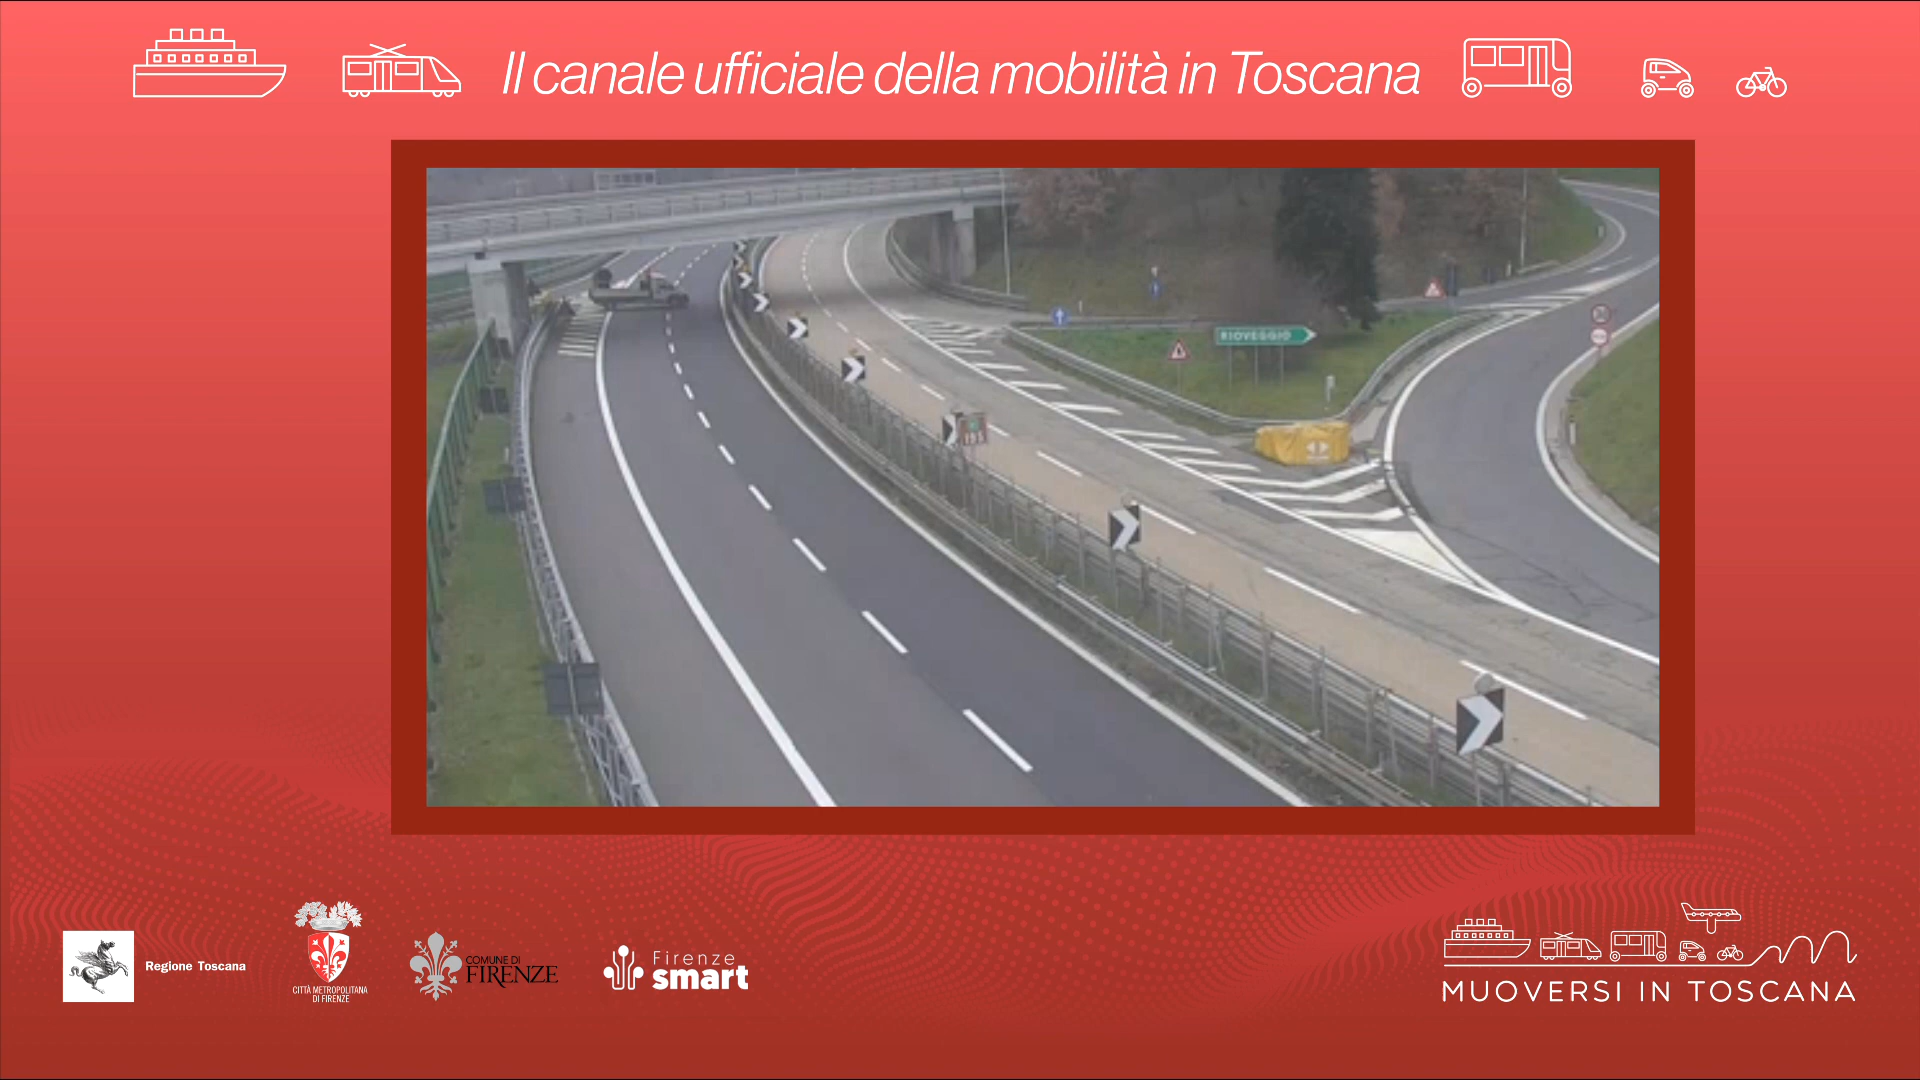 Il canale ufficiale della mobilità in Toscana
RIOVEGGIO
Regione Toscana
CITTÀ METROPOLITANA
DI FIRENZE
COMUNE DI
FIRENZE
Firenze
smart
MUOVERSI IN TOSCANA